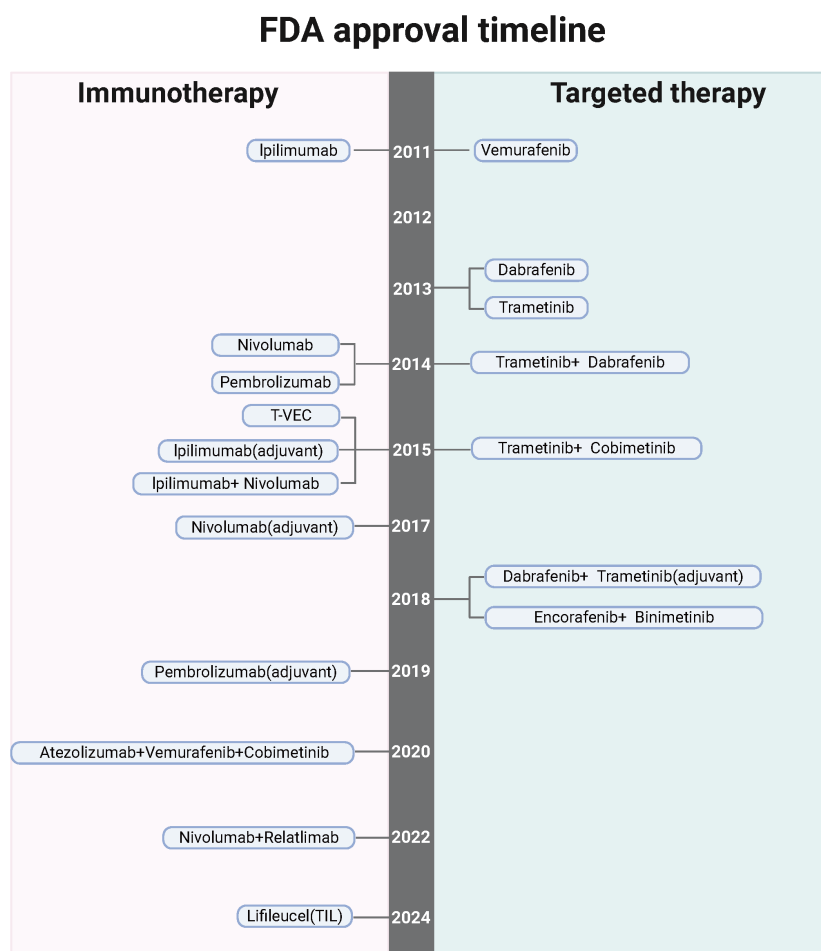 FDA approval timeline
Immunotherapy
Targeted therapy
Ipilimumab
2011
Vemurafenib
2012
2013
Dabrafenib
Trametinib
Nivolumab
Pembrolizumab
2014
Trametinib+ Dabrafenib
T-VEC
Ipilimumab(adjuvant)
Ipilimumab+ Nivolumab
2015
Trametinib+ Cobimetinib
Nivolumab(adjuvant)
2017
2018
Dabrafenib+ Trametinib(adjuvant)
Encorafenib+ Binimetinib
Pembrolizumab(adjuvant)
2019
Atezolizumab+Vemurafenib+Cobimetinib
2020
Nivolumab+Relatlimab
2022
Lifileucel(TIL)
2024